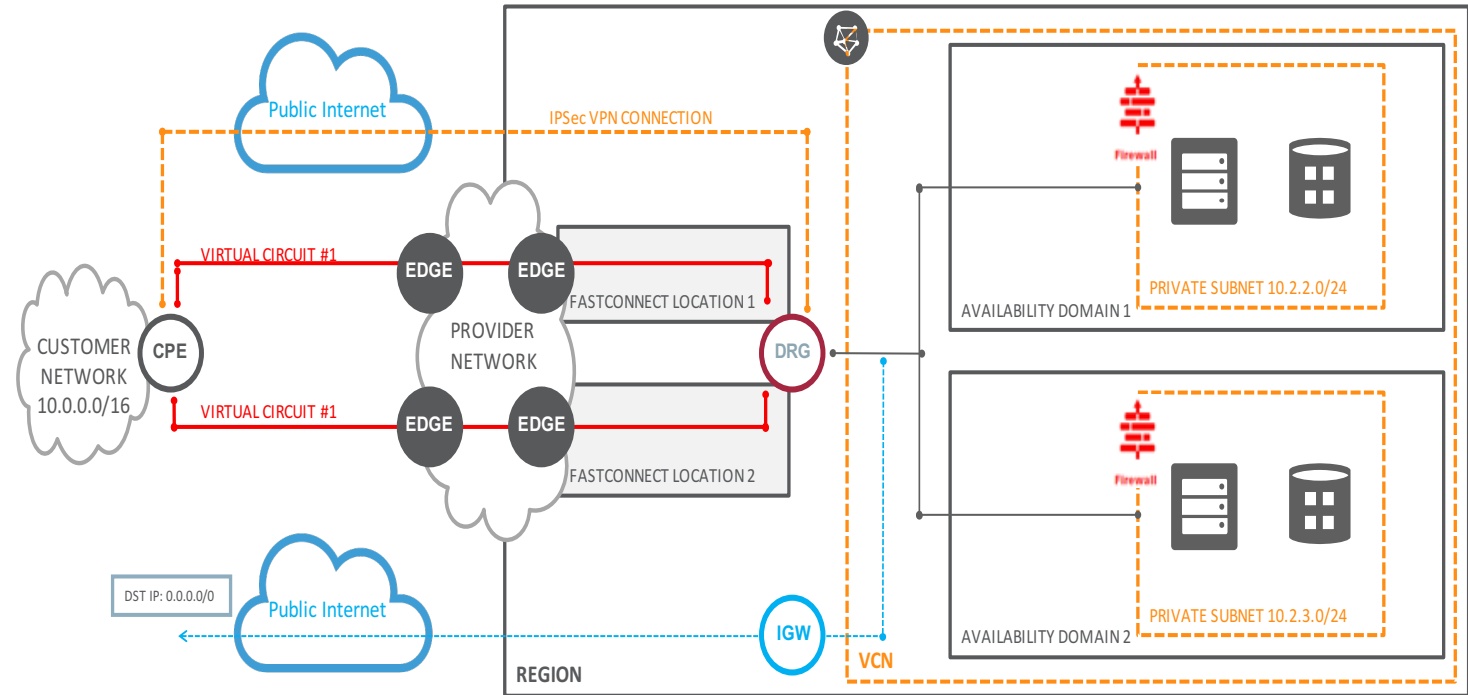 Public Internet
IPSec VPN CONNECTION
Firewall
PRIVATE SUBNET 10.2.2.0/24
AVAILABILITY DOMAIN 1
VIRTUAL CIRCUIT #1
EDGE
EDGE
FASTCONNECT LOCATION 1
CUSTOMER
NETWORK
10.0.0.0/16
CPE
PROVIDER
NETWORK
DRG
VIRTUAL CIRCUIT #1
EDGE
EDGE
FASTCONNECT LOCATION 2
Firewall
PRIVATE SUBNET 10.2.3.0/24
AVAILABILITY DOMAIN 2
DST IP: 0.0.0.0/0
Public Internet
IGW
REGION
VCN